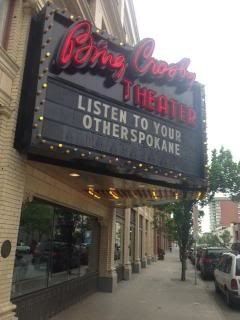 Bing Crosby
THEATER
LISTEN TO YOUR
OTHERSPOKANE